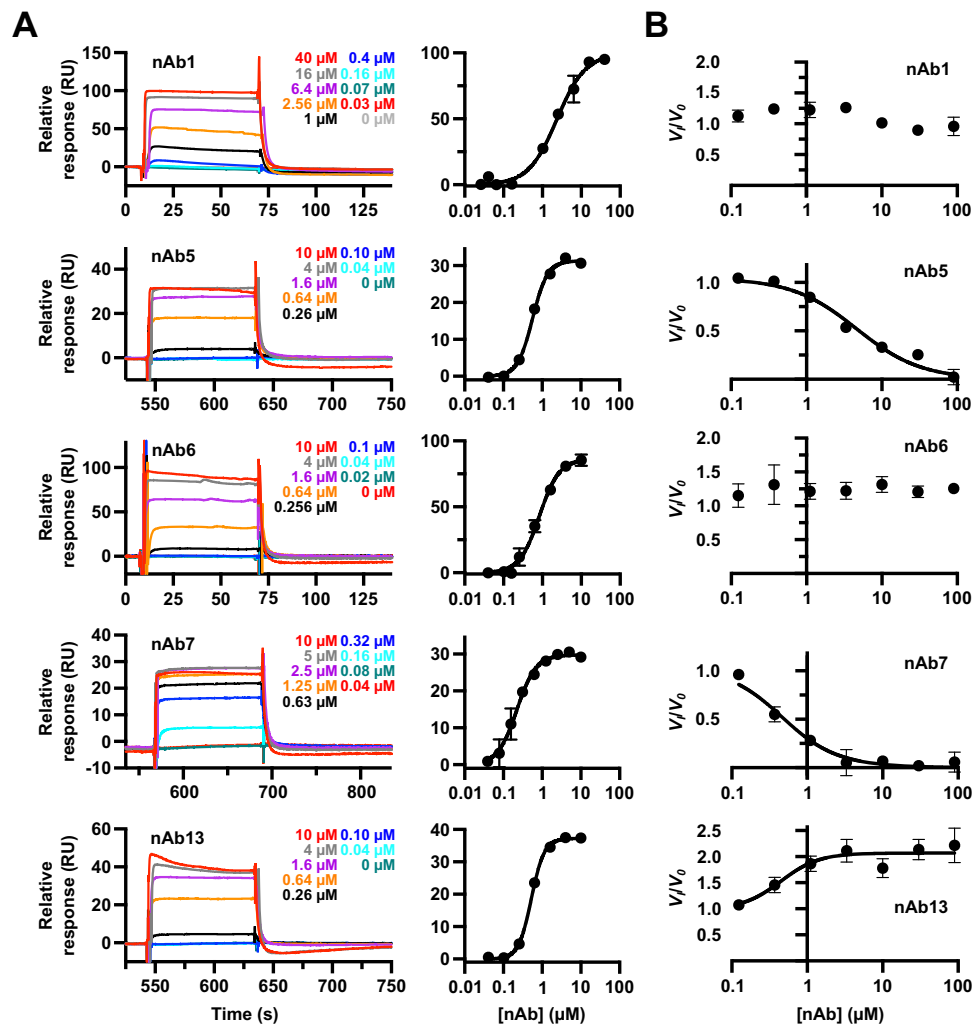 A
B
nAb1
40 µM 0.4 µM
16 µM 0.16 µM
6.4 µM 0.07 µM
2.56 µM 0.03 µM
1 µM 0 µM
Relative
response (RU)
150
100
50
0
0 25 50 75 100 125
100
50
0
0.01 0.1 1 10 100
nAb1
Vi/V0
2.0
1.5
1.0
0.5
0.1 1 10 100
nAb5
10 µM 0.10 µM
4 µM 0.04 µM
1.6 µM 0 µM
0.64 µM
0.26 µM
Relative
response (RU)
40
20
0
550 600 650 700 750
30
20
10
0
0.01 0.1 1 10 100
nAb5
Vi/V0
1.0
0.5
0.1 1 10 100
nAb6
10 µM 0.1 µM
4 µM 0.04 µM
1.6 µM 0.02 µM
0.64 µM 0 µM
0.256 µM
Relative
response (RU)
100
50
0
0 25 50 75 100 125
100
50
0
0.01 0.1 1 10 100
nAb6
Vi/V0
2.0
1.5
1.0
0.5
0.1 1 10 100
nAb7
10 µM 0.32 µM
5 µM 0.16 µM
2.5 µM 0.08 µM
1.25 µM 0.04 µM
0.63 µM
Relative
response (RU)
40
30
20
10
0
-10
600 700 800
30
20
10
0
0.01 0.1 1 10 100
nAb7
Vi/V0
1.0
0.5
0.1 1 10 100
nAb13
10 µM 0.10 µM
4 µM 0.04 µM
1.6 µM 0 µM
0.64 µM
0.26 µM
Relative
response (RU)
60
40
20
0
550 600 650 700 750
Time (s)
40
30
20
10
0
0.01 0.1 1 10 100
[nAb] (µM)
nAb13
Vi/V0
2.5
2.0
1.5
1.0
0.5
0.1 1 10 100
[nAb] (µM)